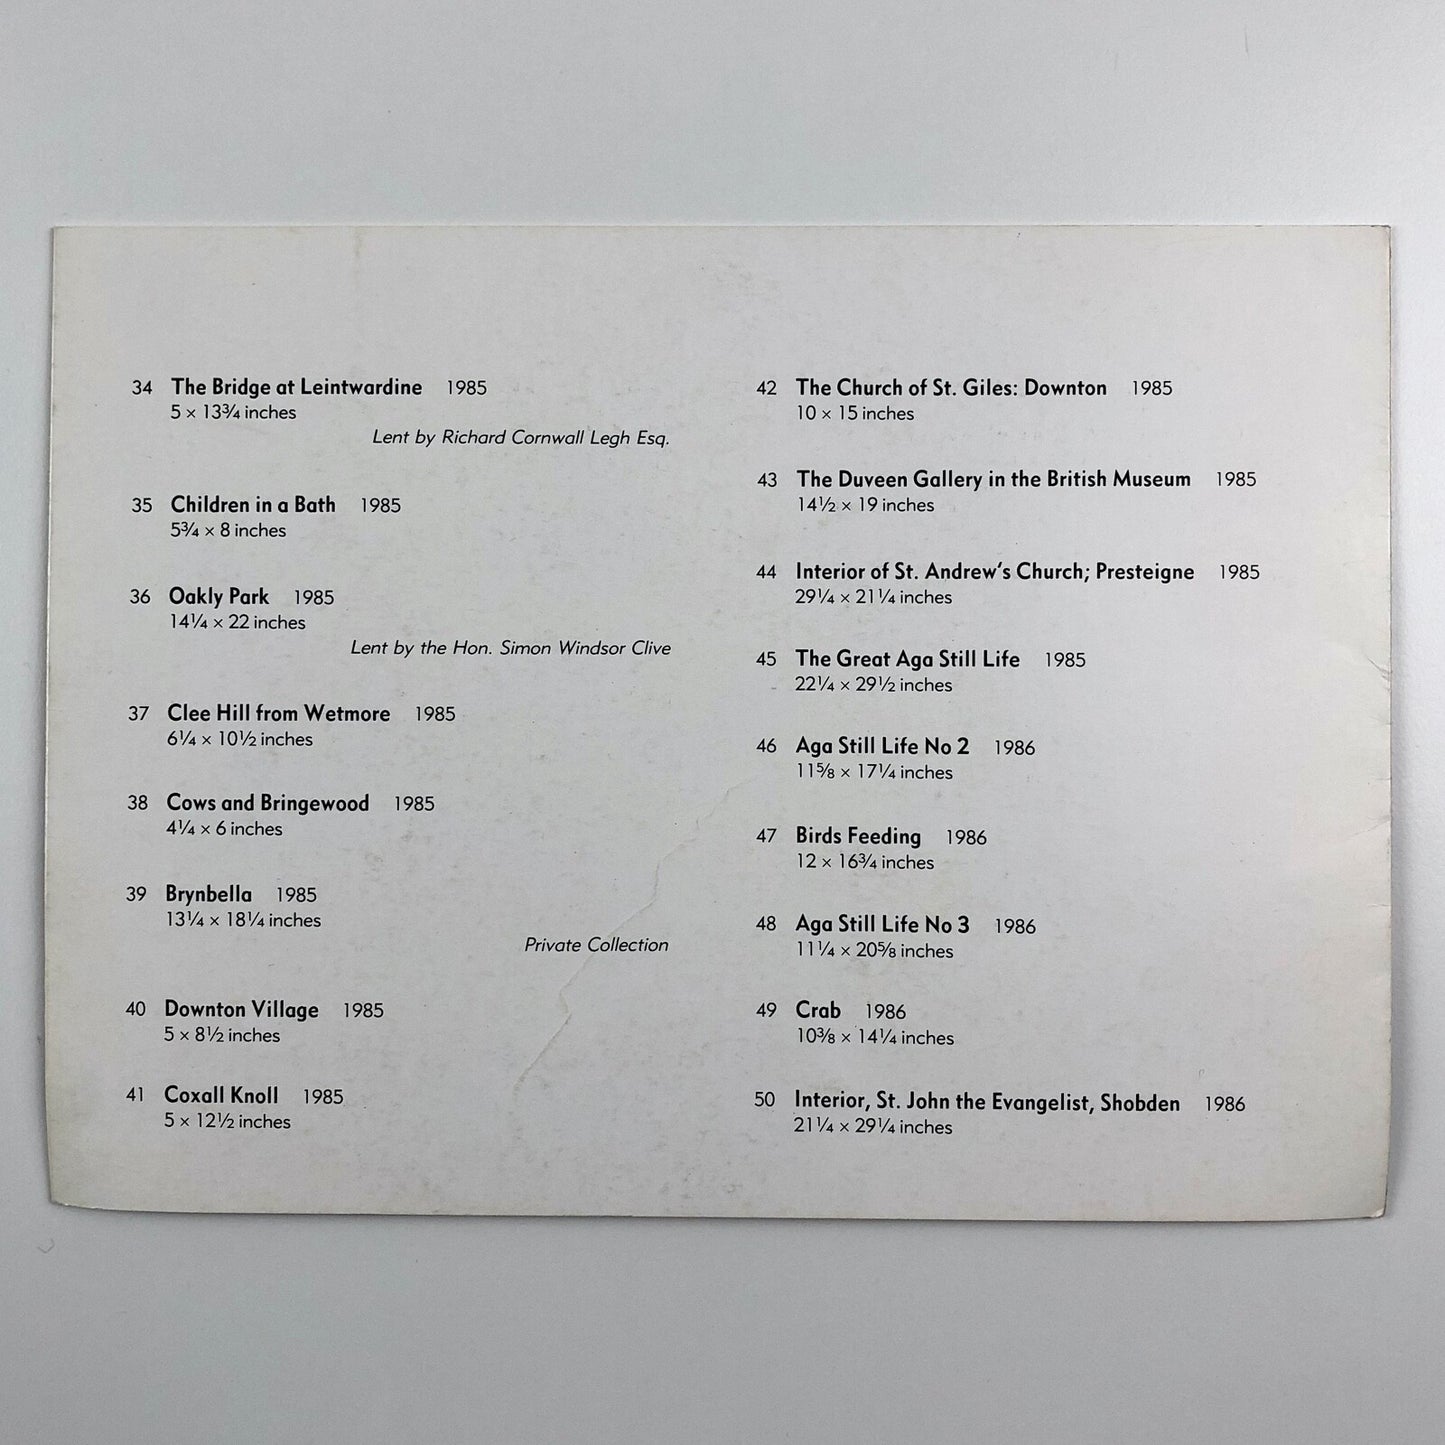 34 The Bridge at Leintwardine 1985
5 × 13¾ inches
Lent by Richard Cornwall Legh Esq.
35 Children in a Bath 1985
5¾ × 8 inches
36 Oakly Park 1985
14¼ × 22 inches
Lent by the Hon. Simon Windsor Clive
37 Clee Hill from Wetmore 1985
6¼ × 10½ inches
38 Cows and Bringewood 1985
4¼ × 6 inches
39 Brynbella 1985
13¼ × 18¼ inches
Private Collection
40 Downton Village 1985
5 × 8½ inches
41 Coxall Knoll 1985
5 × 12½ inches
42 The Church of St. Giles: Downton 1985
10 × 15 inches
43 The Duveen Gallery in the British Museum 1985
14½ × 19 inches
44 Interior of St. Andrew's Church; Presteigne 1985
29¼ × 21¼ inches
45 The Great Aga Still Life 1985
22¼ × 29½ inches
46 Aga Still Life No 2 1986
11⅝ × 17¼ inches
47 Birds Feeding 1986
12 × 16¾ inches
48 Aga Still Life No 3 1986
11¼ × 20⅝ inches
49 Crab 1986
10⅜ × 14¼ inches
50 Interior, St. John the Evangelist, Shobden 1986
21¼ × 29¼ inches